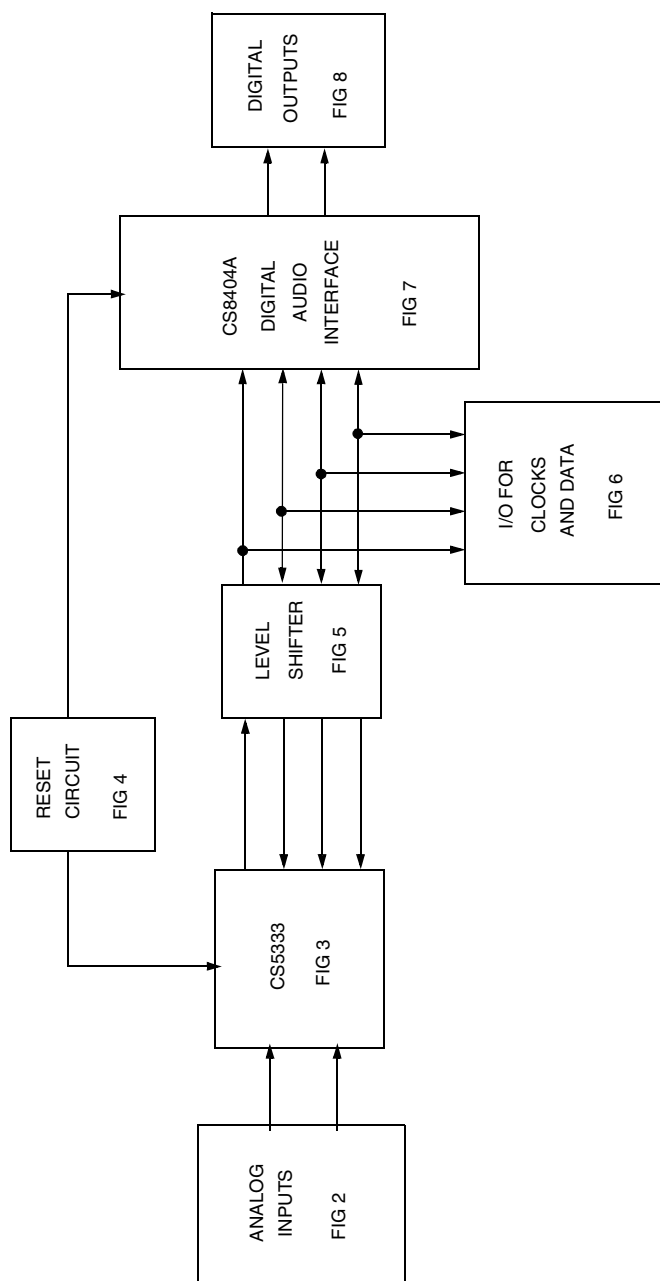 ANALOG
INPUTS
FIG 2
CS5333
FIG 3
RESET
CIRCUIT
FIG 4
LEVEL
SHIFTER
FIG 5
I/O FOR
CLOCKS
AND DATA
FIG 6
CS8404A
DIGITAL
AUDIO
INTERFACE
FIG 7
DIGITAL
OUTPUTS
FIG 8